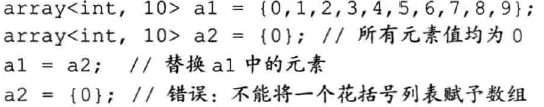 array<int, 10> a1 = {0,1,2,3,4,5,6,7,8,9};
array<int, 10> a2 = {0}; // 所有元素值均为 0
a1 = a2; // 替换 a1 中的元素
a2 = {0}; // 错误：不能将一个花括号列表赋予数组